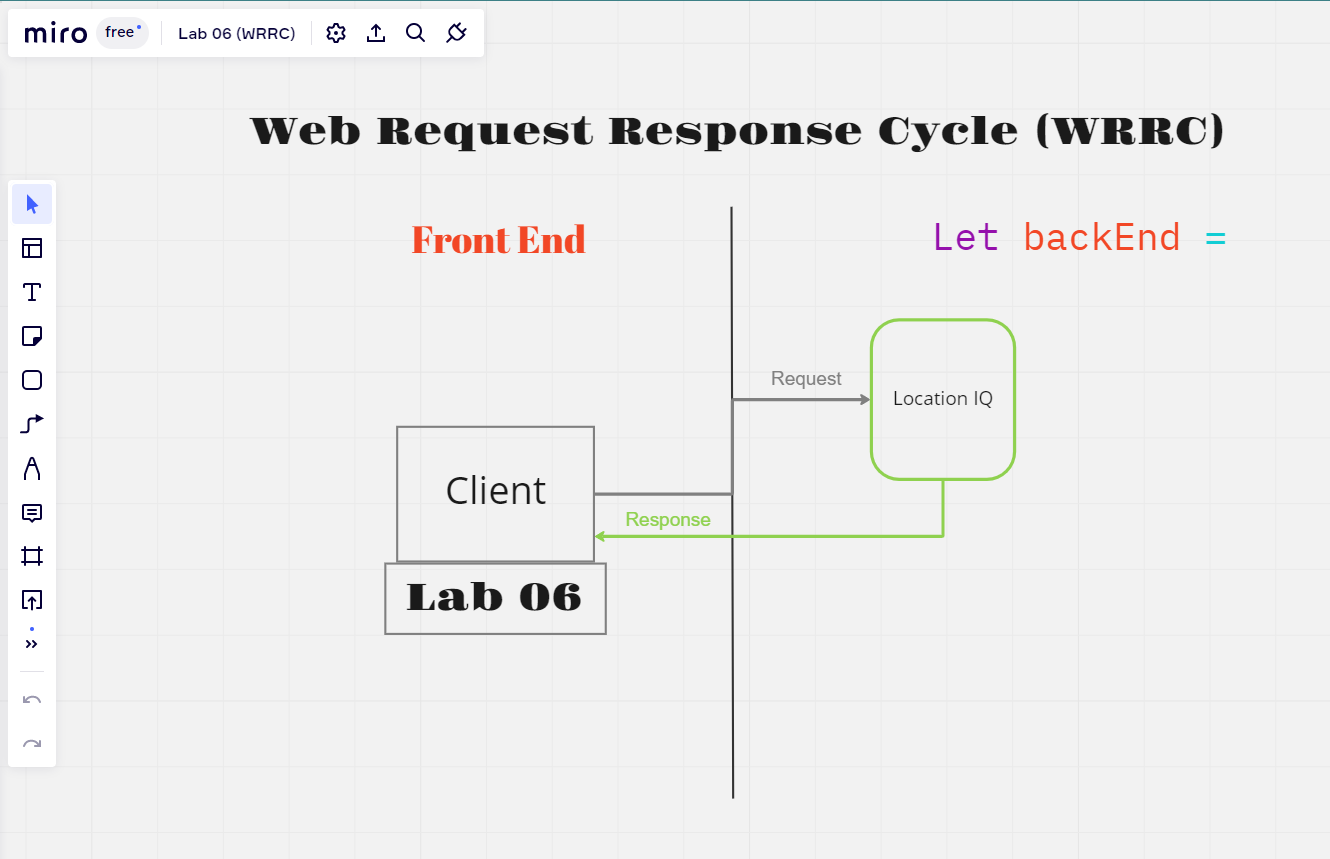 miro free Lab 06 (WRRC)
Web Request Response Cycle (WRRC)
Front End
Let backEnd =
Request
Location IQ
Client
Response
Lab 06